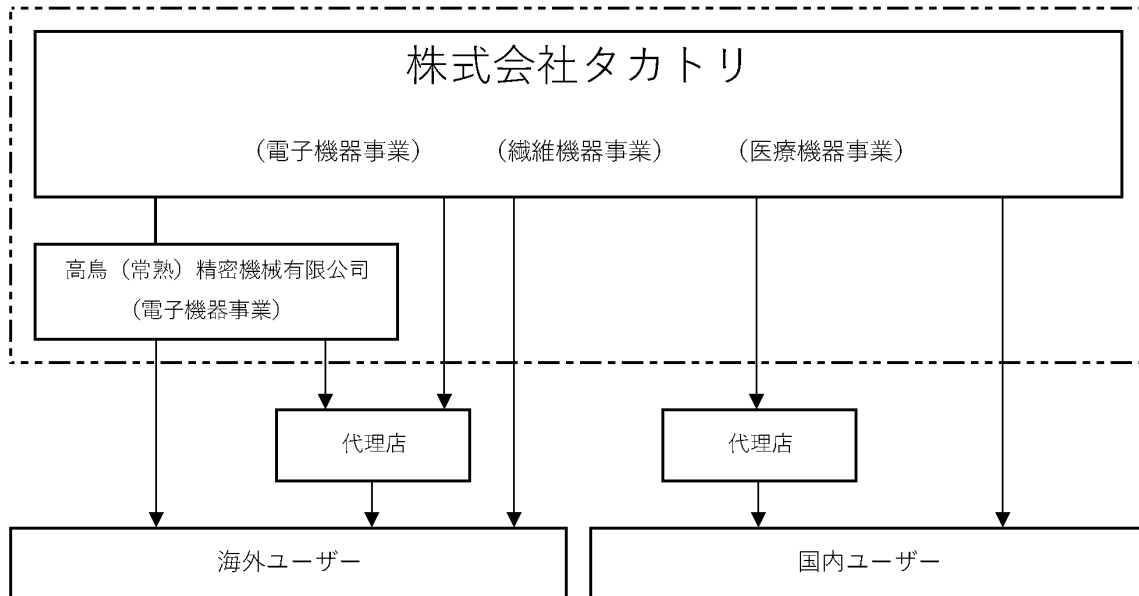 株式会社タカトリ
（電子機器事業） （繊維機器事業） （医療機器事業）
高鳥（常熟）精密機械有限公司
（電子機器事業）
代理店 代理店
海外ユーザー 国内ユーザー